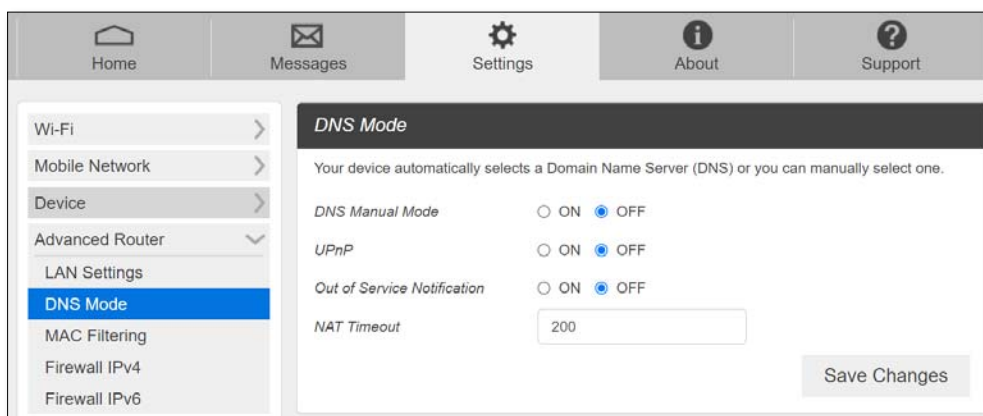 Home Messages Settings About Support
Wi-Fi
Mobile Network
Device
Advanced Router
LAN Settings
DNS Mode
MAC Filtering
Firewall IPv4
Firewall IPv6
DNS Mode
Your device automatically selects a Domain Name Server (DNS) or you can manually select one.
DNS Manual Mode ON OFF
UPnP ON OFF
Out of Service Notification ON OFF
NAT Timeout 200
Save Changes